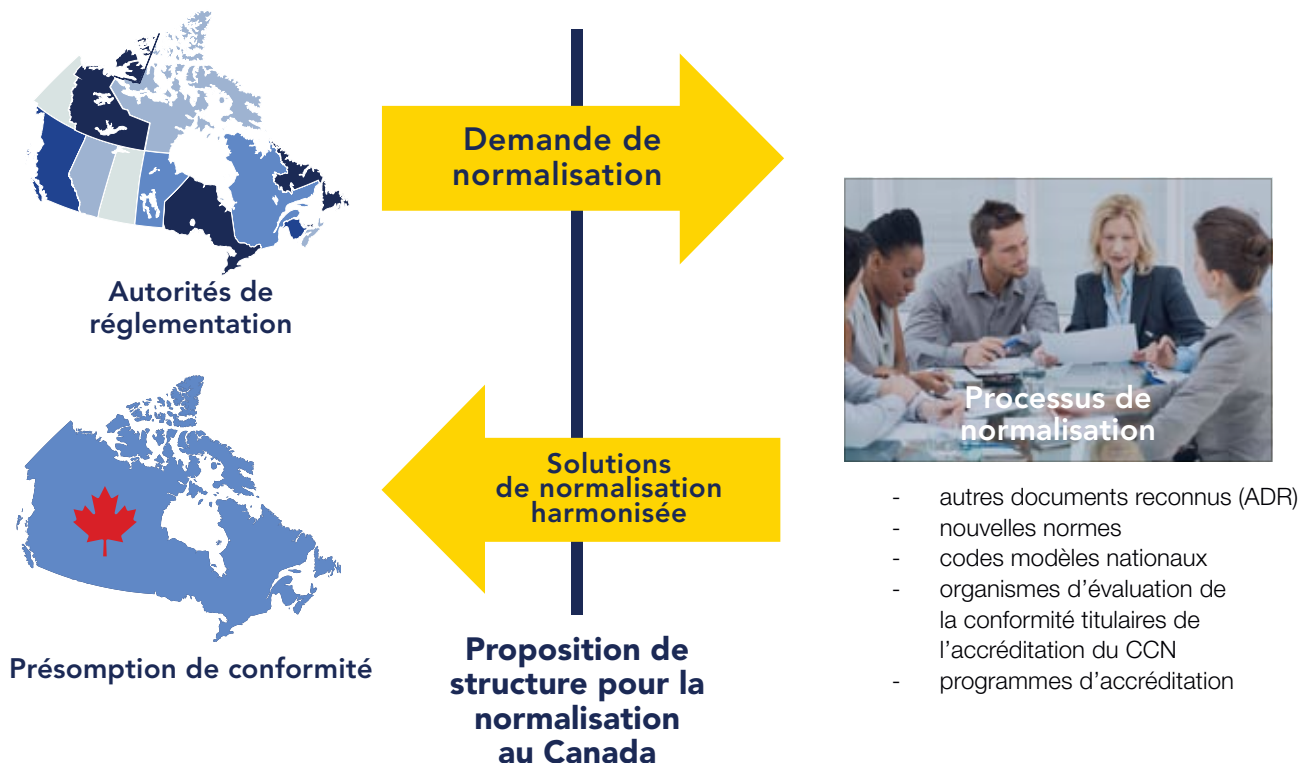 Demande de
normalisation
Autorités de
réglementation
Processus de
normalisation
Solutions
de normalisation
harmonisée
Présomption de conformité
Proposition de
structure pour la
normalisation
au Canada
- autres documents reconnus (ADR)
- nouvelles normes
- codes modèles nationaux
- organismes d’évaluation de
la conformité titulaires de
l’accréditation du CCN
- programmes d’accréditation